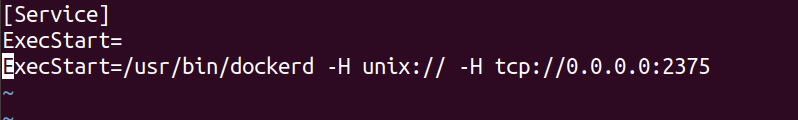 [Service]
ExecStart=
ExecStart=/usr/bin/dockerd -H unix:// -H tcp://0.0.0.0:2375
~
~